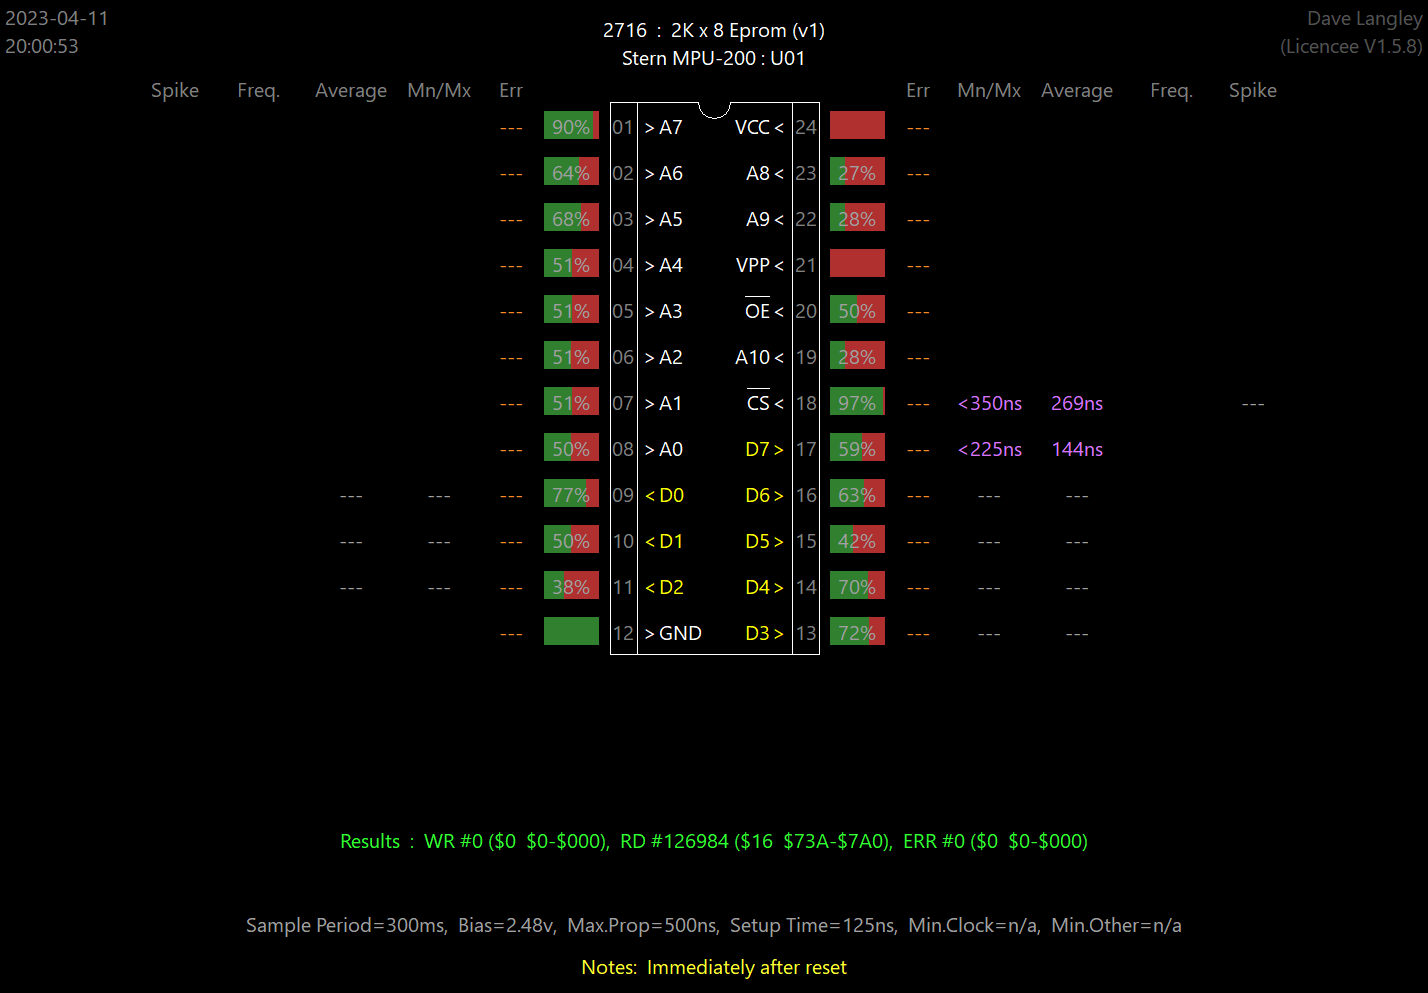 2023-04-11 Dave Langley
20:00:53 2716 : 2K x 8 Eprom (v1) (Licencee V1.5.8)
Stern MPU-200 : U01
Spike Freq. Average Mn/Mx Err Err Mn/Mx Average Freq. Spike
--- 90% 01 > A7 VCC < 24 ---
--- 64% 02 > A6 A8 < 23 27% ---
--- 68% 03 > A5 A9 < 22 28% ---
--- 51% 04 > A4 VPP < 21 ---
--- 51% 05 > A3 OE < 20 50% ---
--- 51% 06 > A2 A10 < 19 28% ---
--- 51% 07 > A1 CS < 18 97% --- <350ns 269ns ---
--- 50% 08 > A0 D7 > 17 59% --- <225ns 144ns
--- --- --- 77% 09 < D0 D6 > 16 63% --- --- ---
--- --- --- 50% 10 < D1 D5 > 15 42% --- --- ---
--- --- --- 38% 11 < D2 D4 > 14 70% --- --- ---
--- 12 > GND D3 > 13 72% --- --- ---
Results : WR #0 ($0 $0-$000), RD #126984 ($16 $73A-$7A0), ERR #0 ($0 $0-$000)
Sample Period=300ms, Bias=2.48v, Max.Prop=500ns, Setup Time=125ns, Min.Clock=n/a, Min.Other=n/a
Notes: Immediately after reset